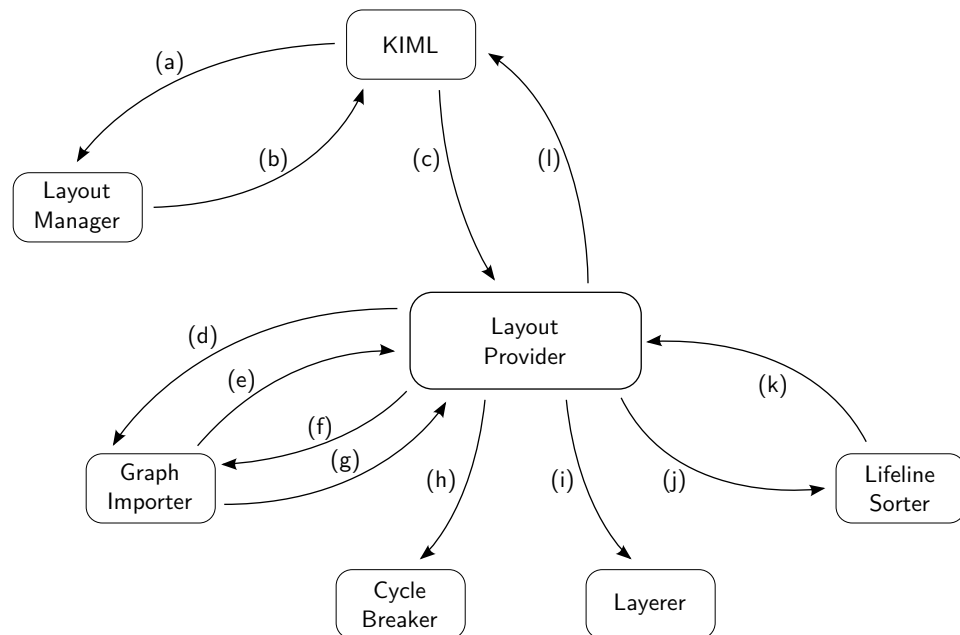 KIML
(a)
(b)
(c)
(l)
Layout
Manager
Layout
Provider
(d)
(e)
(f)
(g)
(h)
(i)
(j)
(k)
Graph
Importer
Lifeline
Sorter
Cycle
Breaker
Layerer